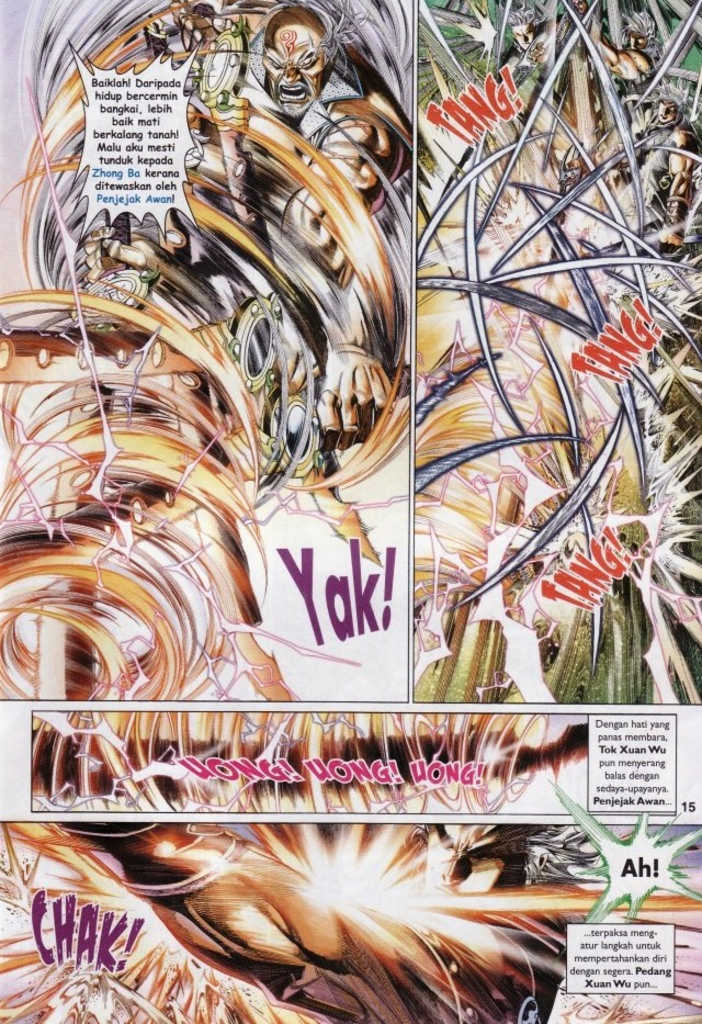 Baiklah! Daripada
hidup bercermin
bangkai, lebih
baik mati
berkalang tanah!
Malu aku mesti
tunduk kepada
Zhong Ba kerana
ditewaskan oleh
Penjejak Awan!
Yak!
TANG!
TANG!
TANG!
UONG! UONG! UONG!
Dengan hati yang
panas membara,
Tok Xuan Wu
pun menyerang
balas dengan
sedaya-upayanya.
Penjejak Awan...
15
CHAK!
Ah!
...terpaksa meng-
atur langkah untuk
mempertahankan diri
dengan segera. Pedang
Xuan Wu pun...